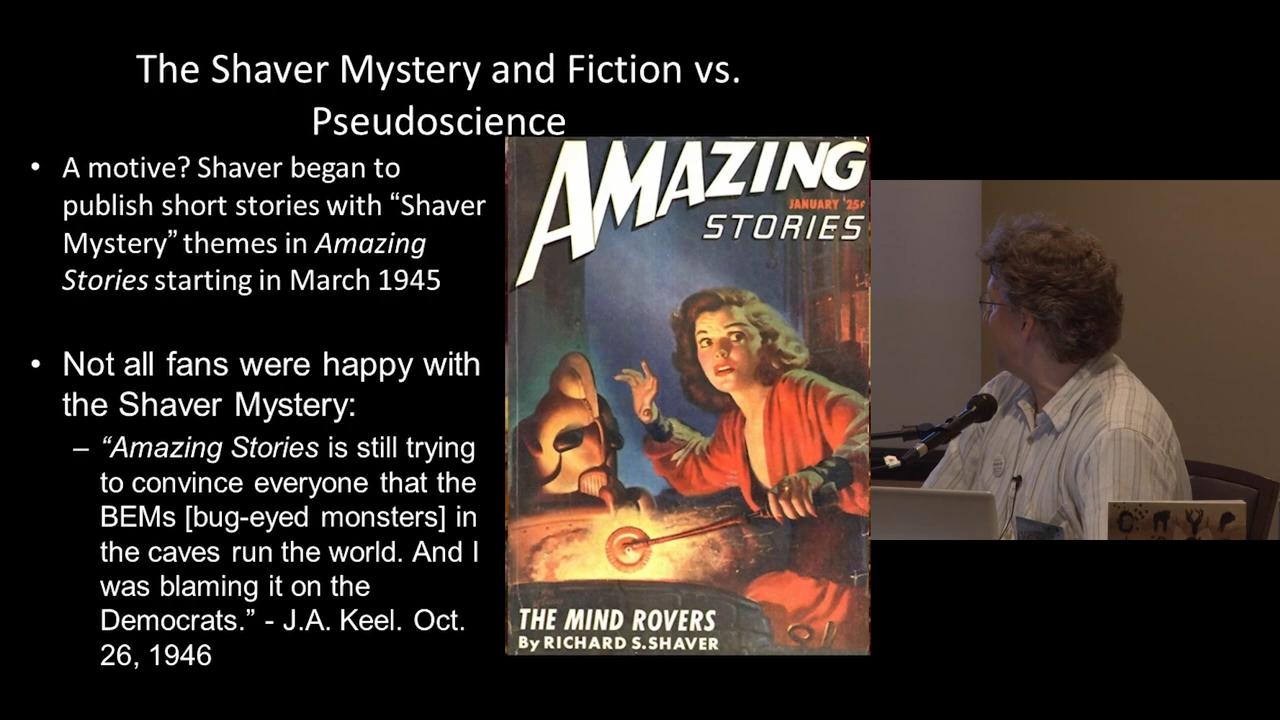 The Shaver Mystery and Fiction vs.
Pseudoscience
• A motive? Shaver began to
publish short stories with “Shaver
Mystery” themes in Amazing
Stories starting in March 1945
• Not all fans were happy with
the Shaver Mystery:
– “Amazing Stories is still trying
to convince everyone that the
BEMs [bug-eyed monsters] in
the caves run the world. And I
was blaming it on the
Democrats.” - J.A. Keel. Oct.
26, 1946
AMAZING
JANUARY 25¢
STORIES
THE MIND ROVERS
By RICHARD S. SHAVER